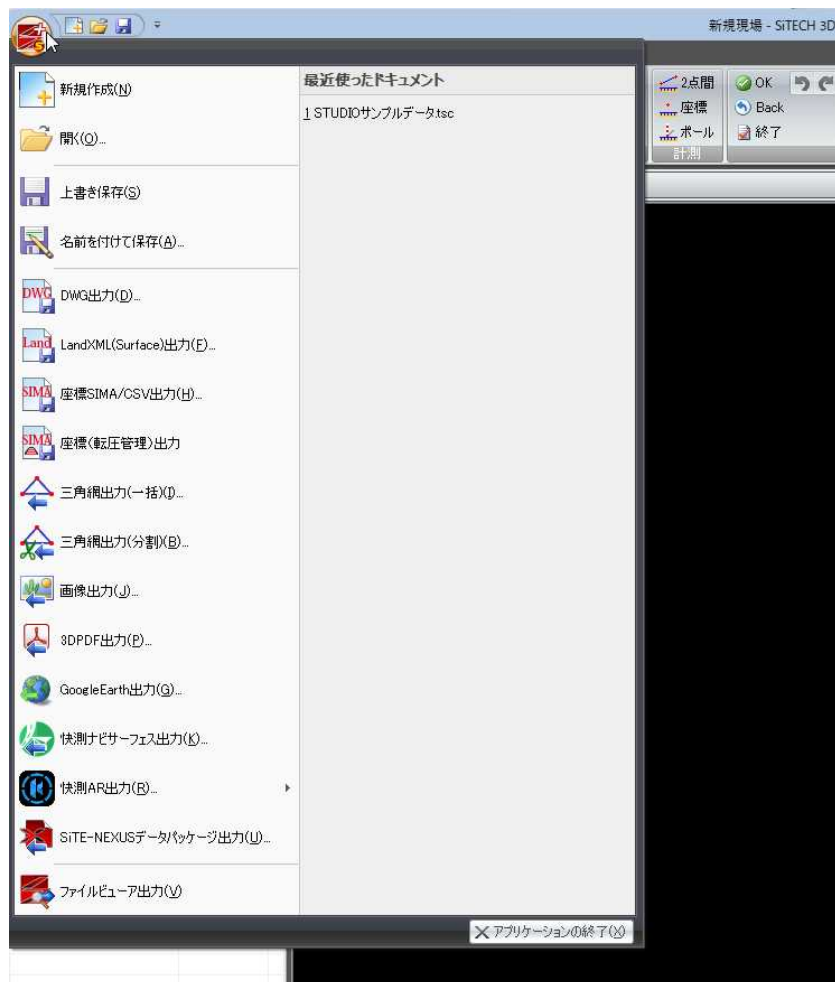 新規現場 - SiTECH 3D
新規作成(N)
開く(O)...
上書き保存(S)
名前を付けて保存(A)...
DWG
DWG出力(D)...
Land
LandXML(Surface)出力(F)...
SIMA
座標SIMA/CSV出力(H)...
SIMA
座標(転圧管理)出力
三角網出力(一括)(I)...
三角網出力(分割)(B)...
画像出力(J)...
3DPDF出力(P)...
GoogleEarth出力(G)...
快測ナビサーフェス出力(K)...
快測AR出力(R)...
SiTE-NEXUSデータパッケージ出力(U)...
ファイルビューア出力(V)
最近使ったドキュメント
1 STUDIOサンプルデータ.tsc
アプリケーションの終了(X)
2点間
座標
ポール
計測
OK
Back
終了